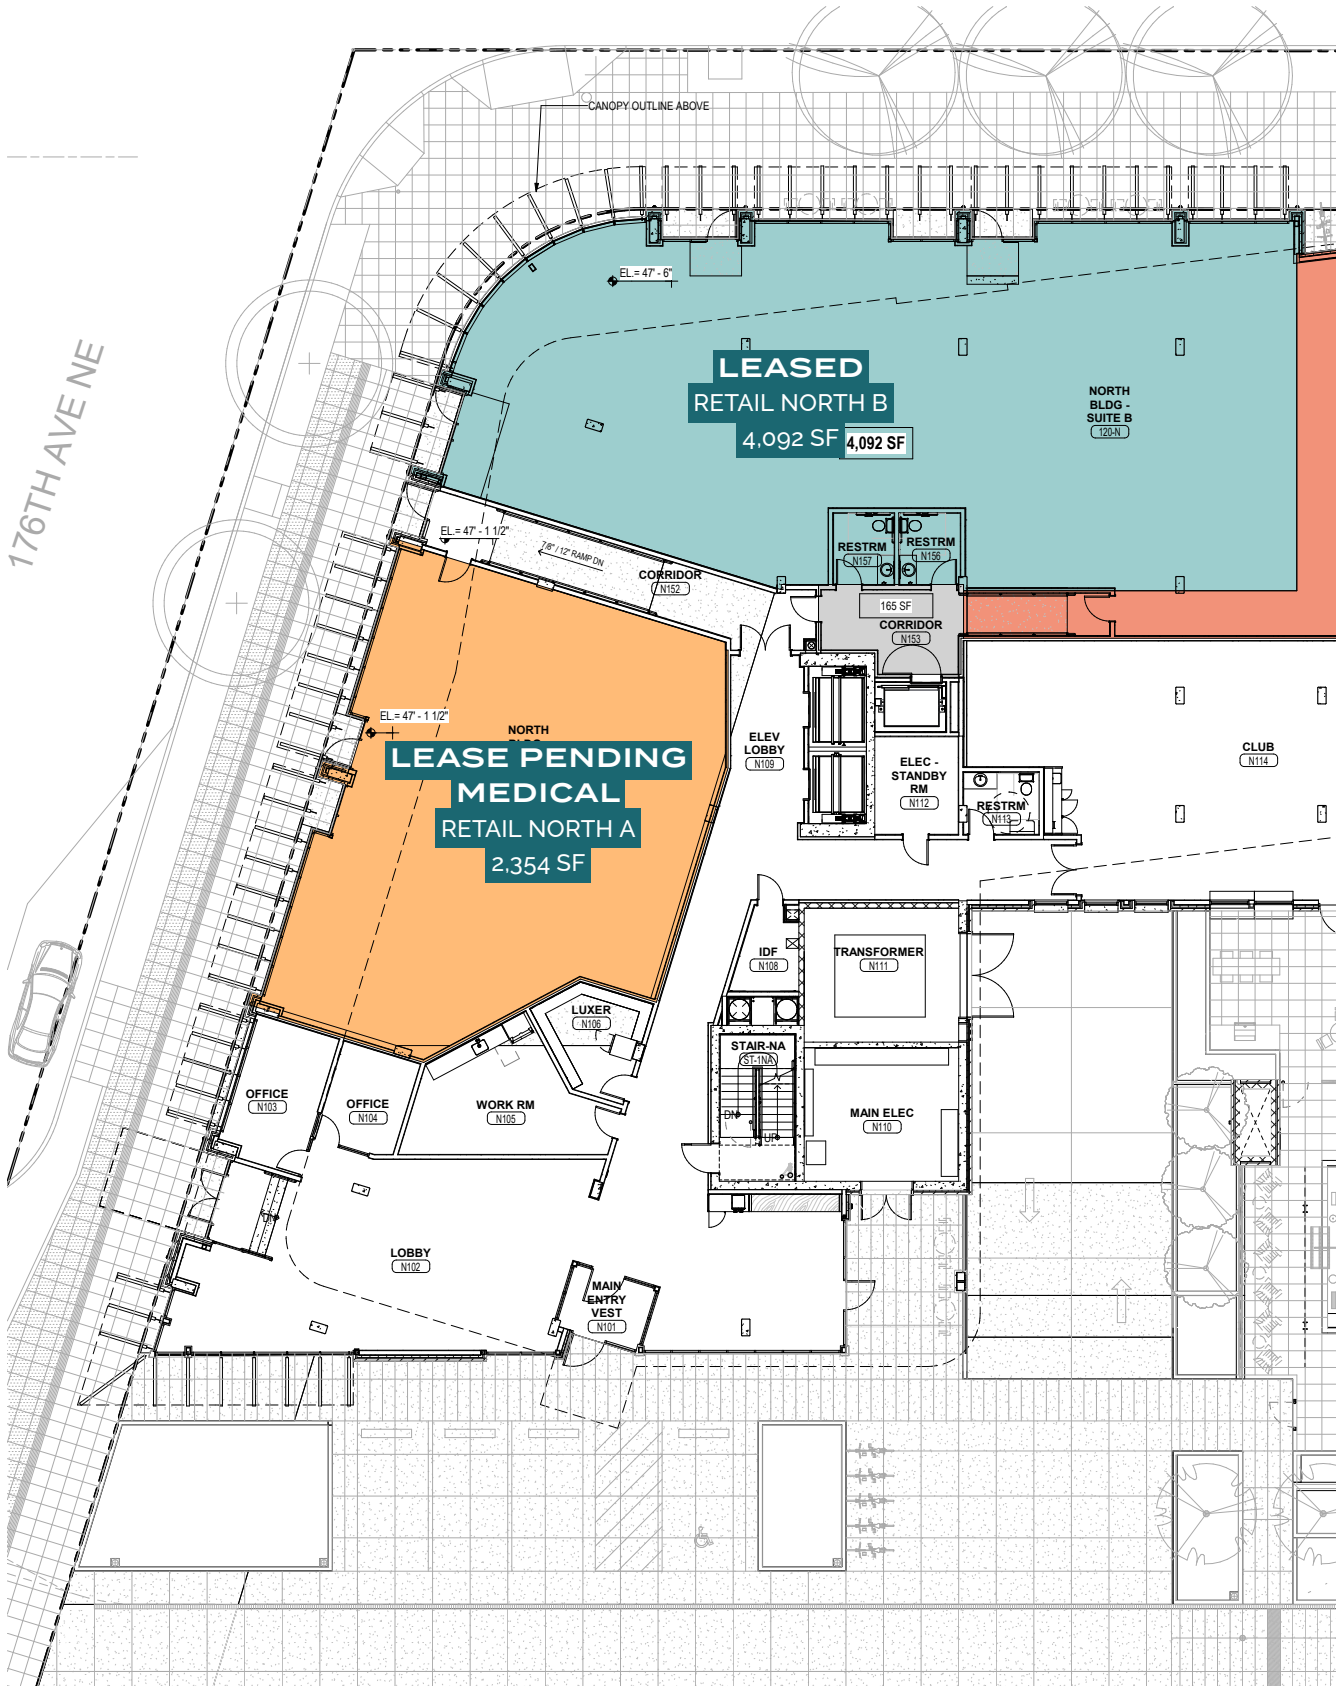 CANOPY OUTLINE ABOVE
EL.= 47' - 6"
176TH AVE NE
LEASED
RETAIL NORTH B
4,092 SF
4,092 SF
NORTH
BLDG -
SUITE B
120-N
EL.= 47' - 1 1/2"
7/8" / 12" RAMP DN
CORRIDOR
N152
RESTRM
N157
RESTRM
N156
165 SF
CORRIDOR
N153
EL.= 47' - 1 1/2"
NORTH
LEASE PENDING
MEDICAL
RETAIL NORTH A
2,354 SF
ELEV
LOBBY
N109
ELEC -
STANDBY
RM
N112
RESTRM
N113
CLUB
N114
IDF
N108
TRANSFORMER
N111
LUXER
N106
STAIR-NA
ST-1NA
DN
UP
MAIN ELEC
N110
OFFICE
N103
OFFICE
N104
WORK RM
N105
LOBBY
N102
MAIN
ENTRY
VEST
N101